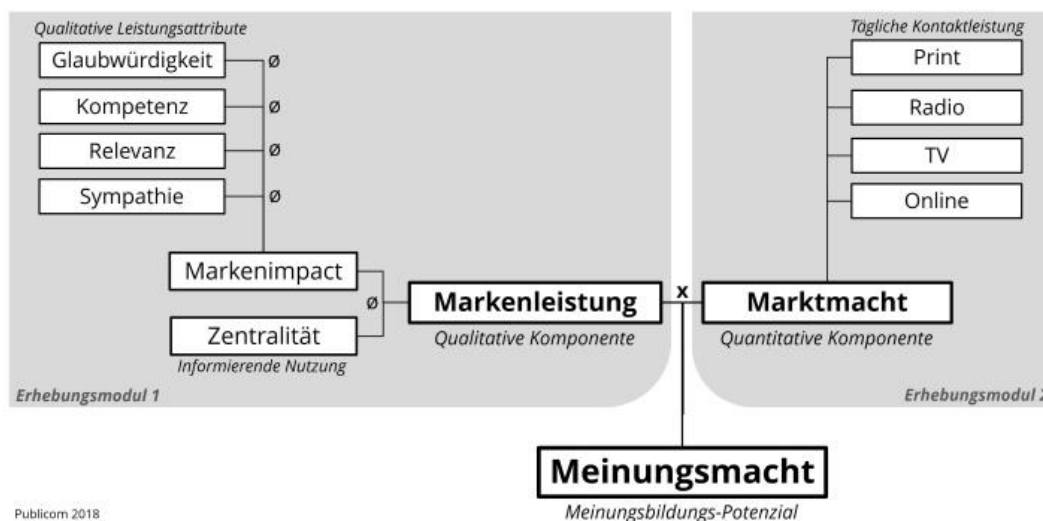 Qualitative Leistungsattribute
Glaubwürdigkeit
Ø
Kompetenz
Ø
Relevanz
Ø
Sympathie
Ø
Markenimpact
Ø
Zentralität
Informierende Nutzung
Markenleistung
Qualitative Komponente
Erhebungsmodul 1
x
Tägliche Kontaktleistung
Print
Radio
TV
Online
Marktmacht
Quantitative Komponente
Erhebungsmodul 2
Meinungsmacht
Meinungsbildungs-Potenzial
Publicom 2018